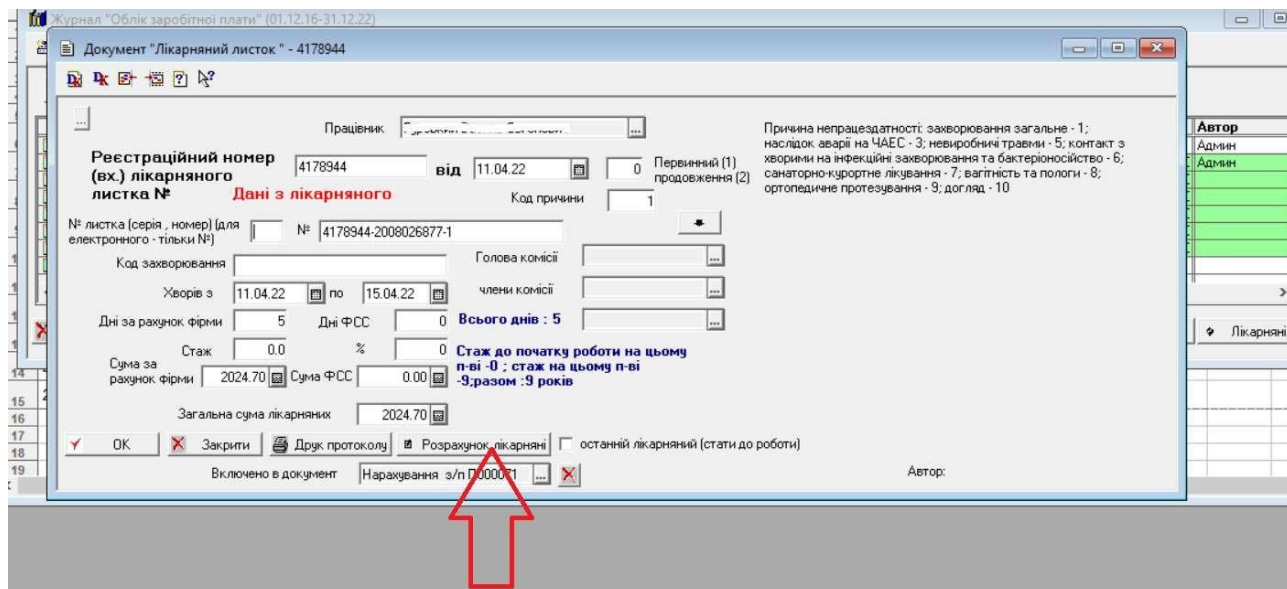 Журнал "Облік заробітної плати" (01.12.16-31.12.22)
Документ "Лікарняний листок " - 4178944
Працівник
...
Реєстраційний номер (вх.) лікарняного листка №
4178944
від
11.04.22
0
Первинний (1) продовження (2)
Дані з лікарняного
Код причини
1
№ листка (серія , номер) (для електронного - тільки №)
№
4178944-2008026877-1
Код захворювання
Голова комісії
...
Хворів з
11.04.22
по
15.04.22
члени комісії
...
Дні за рахунок фірми
5
Дні ФСС
0
Всього днів : 5
...
Стаж
0.0
%
0
Стаж до початку роботи на цьому
п-ві -0 ; стаж на цьому п-ві
-9;разом :9 років
Сума за рахунок фірми
2024.70
Сума ФСС
0.00
Загальна сума лікарняних
2024.70
ОК
Закрити
Друк протоколу
Розрахунок лікарняні
останній лікарняний (стати до роботи)
Включено в документ
Нарахування з/п
...
Автор:
Причина непрацездатності: захворювання загальне - 1;
наслідок аварії на ЧАЕС - 3; невиробничі травми - 5; контакт з
хворими на інфекційні захворювання та бактеріоносійство - 6;
санаторно-курортне лікування - 7; вагітність та пологи - 8;
ортопедичне протезування - 9; догляд - 10
Автор
Админ
Админ
Лікарняні
14
15
16
17
18
19